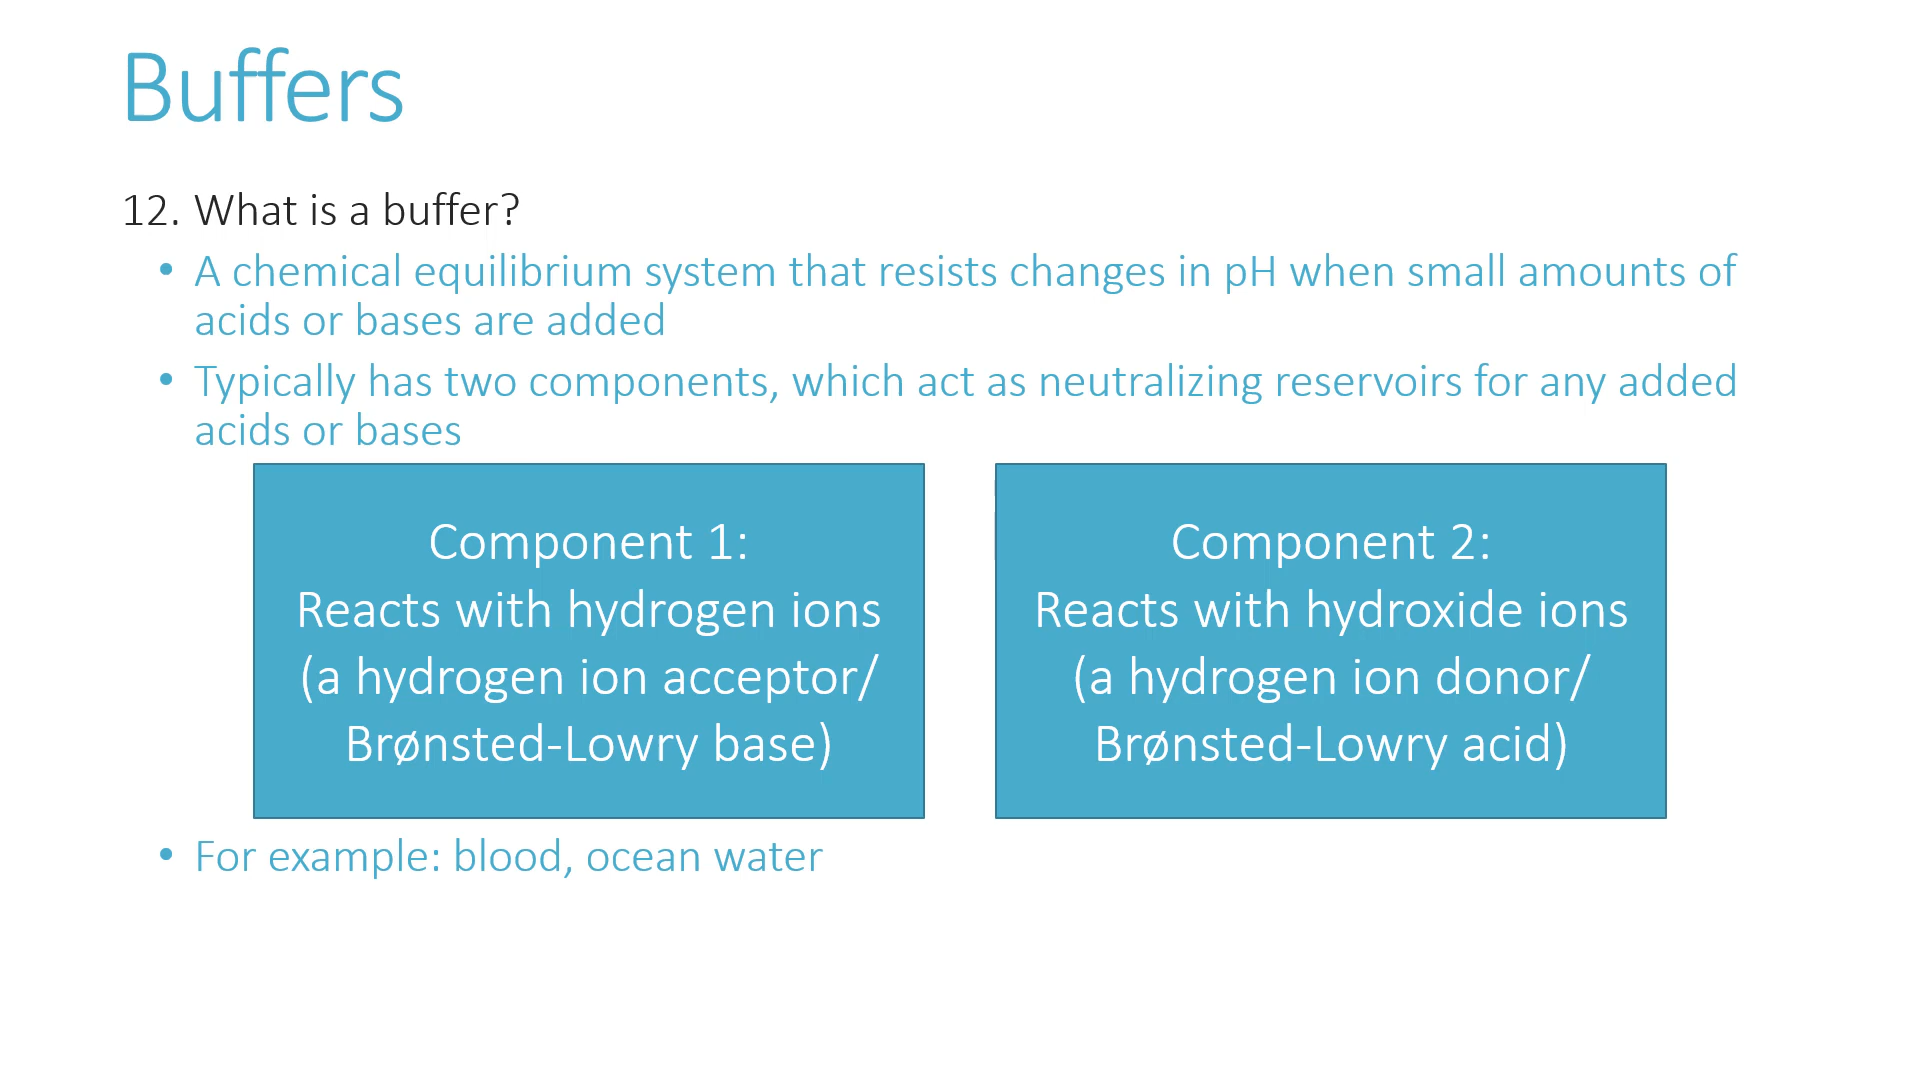 Buffers
12. What is a buffer?
• A chemical equilibrium system that resists changes in pH when small amounts of
acids or bases are added
• Typically has two components, which act as neutralizing reservoirs for any added
acids or bases
Component 1:
Reacts with hydrogen ions
(a hydrogen ion acceptor/
Brønsted-Lowry base)
Component 2:
Reacts with hydroxide ions
(a hydrogen ion donor/
Brønsted-Lowry acid)
• For example: blood, ocean water